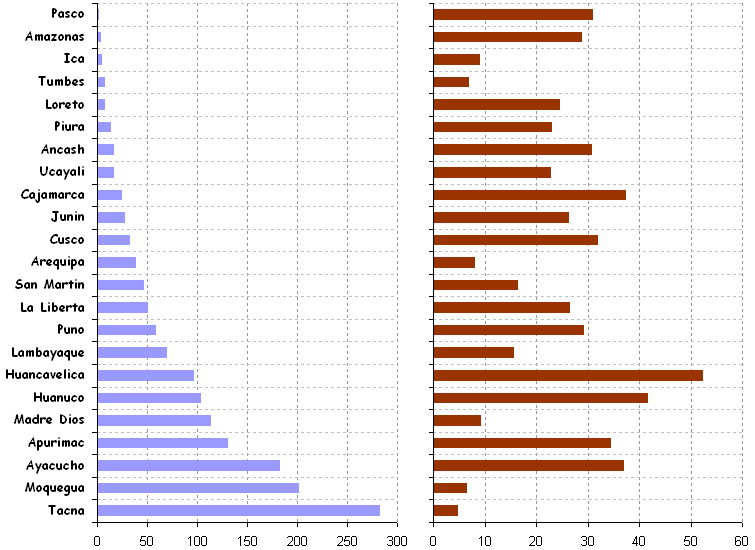 Pasco
Amazonas
Ica
Tumbes
Loreto
Piura
Ancash
Ucayali
Cajamarca
Junin
Cusco
Arequipa
San Martin
La Liberta
Puno
Lambayaque
Huancavelica
Huanuco
Madre Dios
Apurimac
Ayacucho
Moquegua
Tacna
0 50 100 150 200 250 300 0 10 20 30 40 50 60